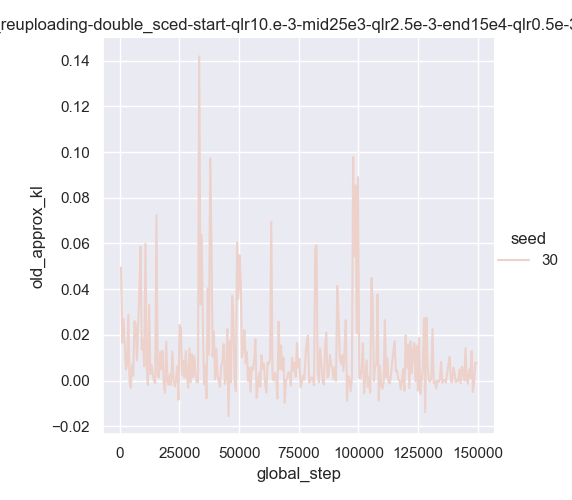 _reuploading-double_sced-start-qlr10.e-3-mid25e3-qlr2.5e-3-end15e4-qlr0.5e-3
0.14
0.12
0.10
0.08
0.06
0.04
0.02
0.00
−0.02
old_approx_kl
0 25000 50000 75000 100000 125000 150000
global_step
seed
30